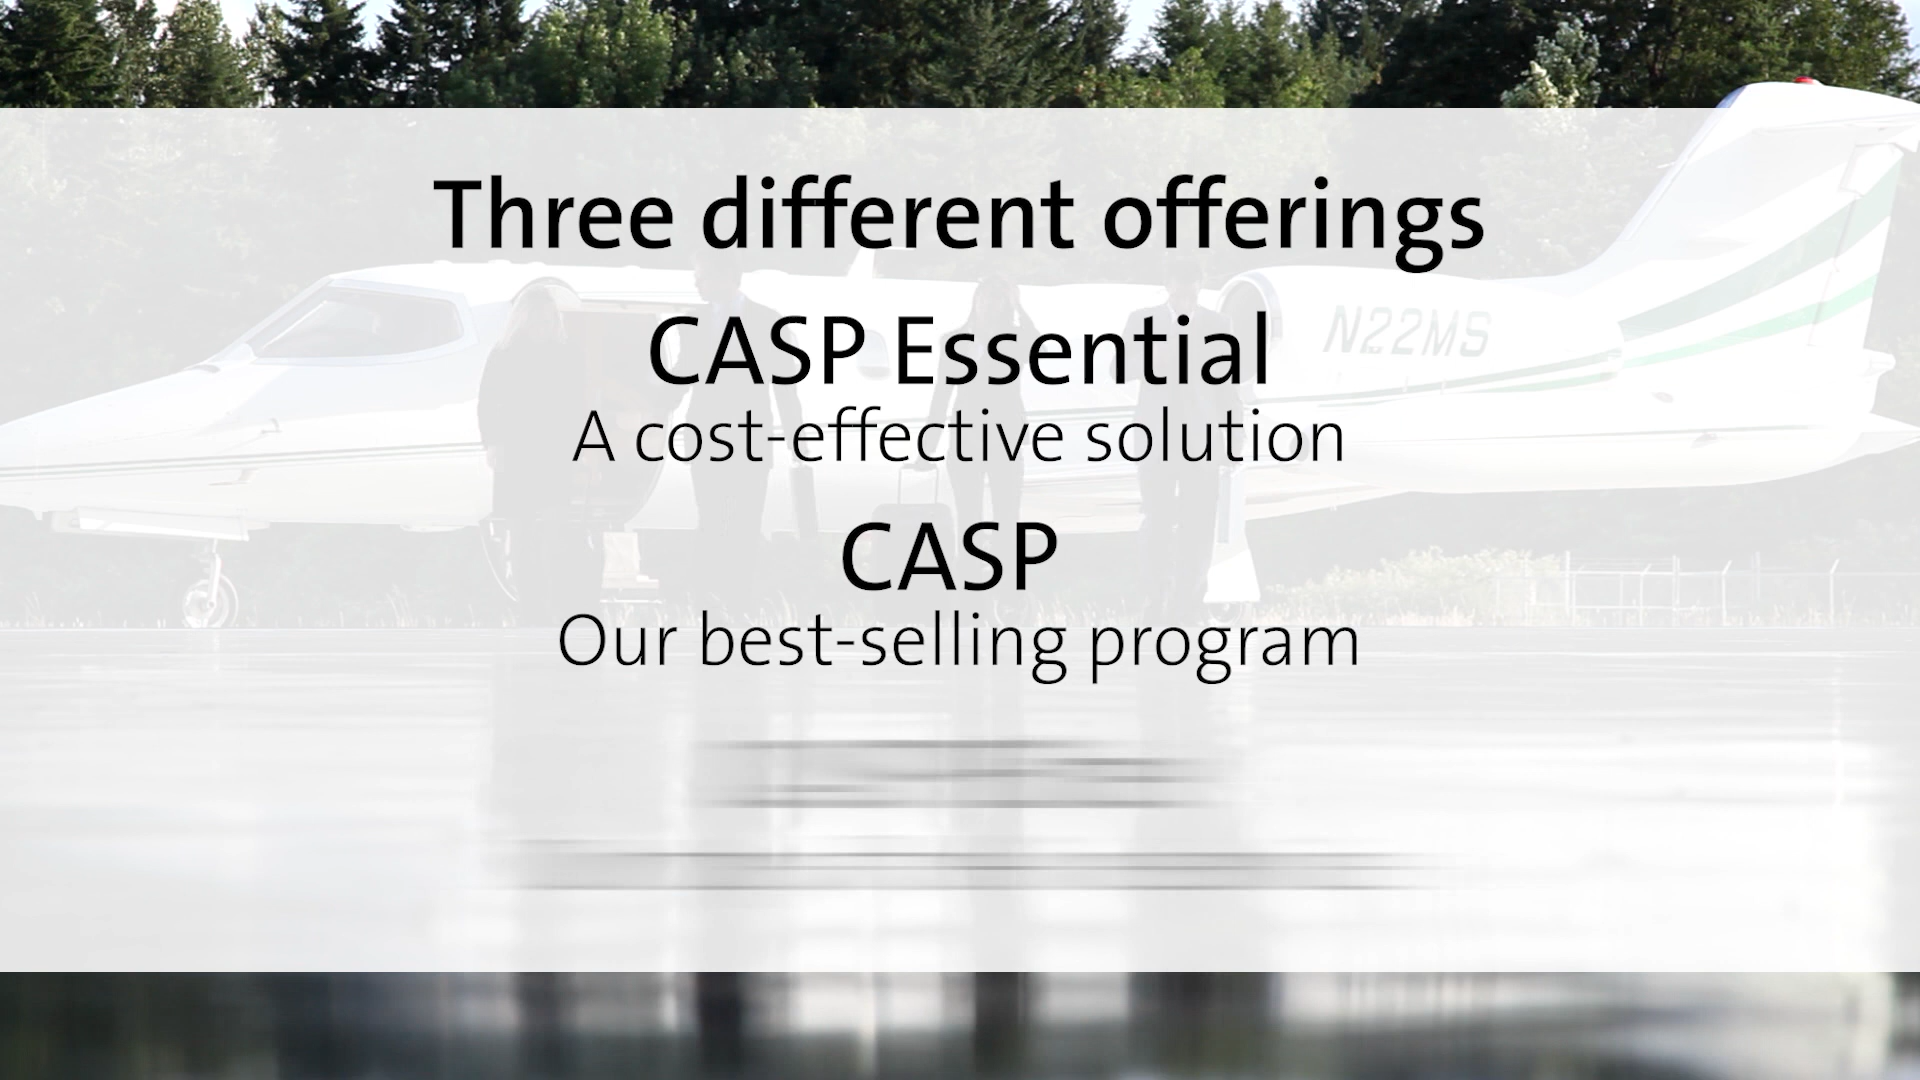 Three different offerings
CASP Essential
A cost-effective solution
CASP
Our best-selling program
N22MS